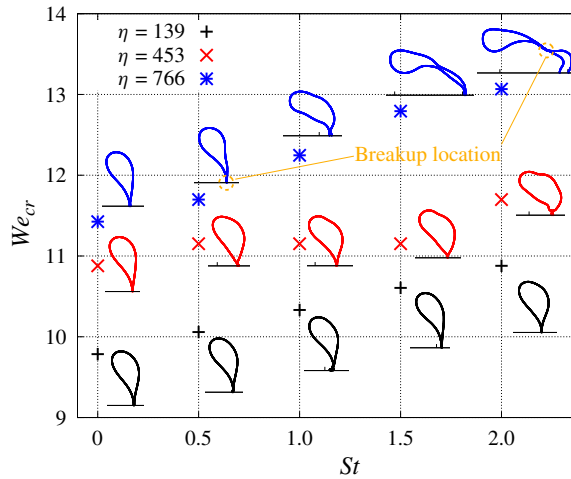 14
13
12
11
10
9
We_cr
η = 139
η = 453
η = 766
Breakup location
0
0.5
1.0
1.5
2.0
St